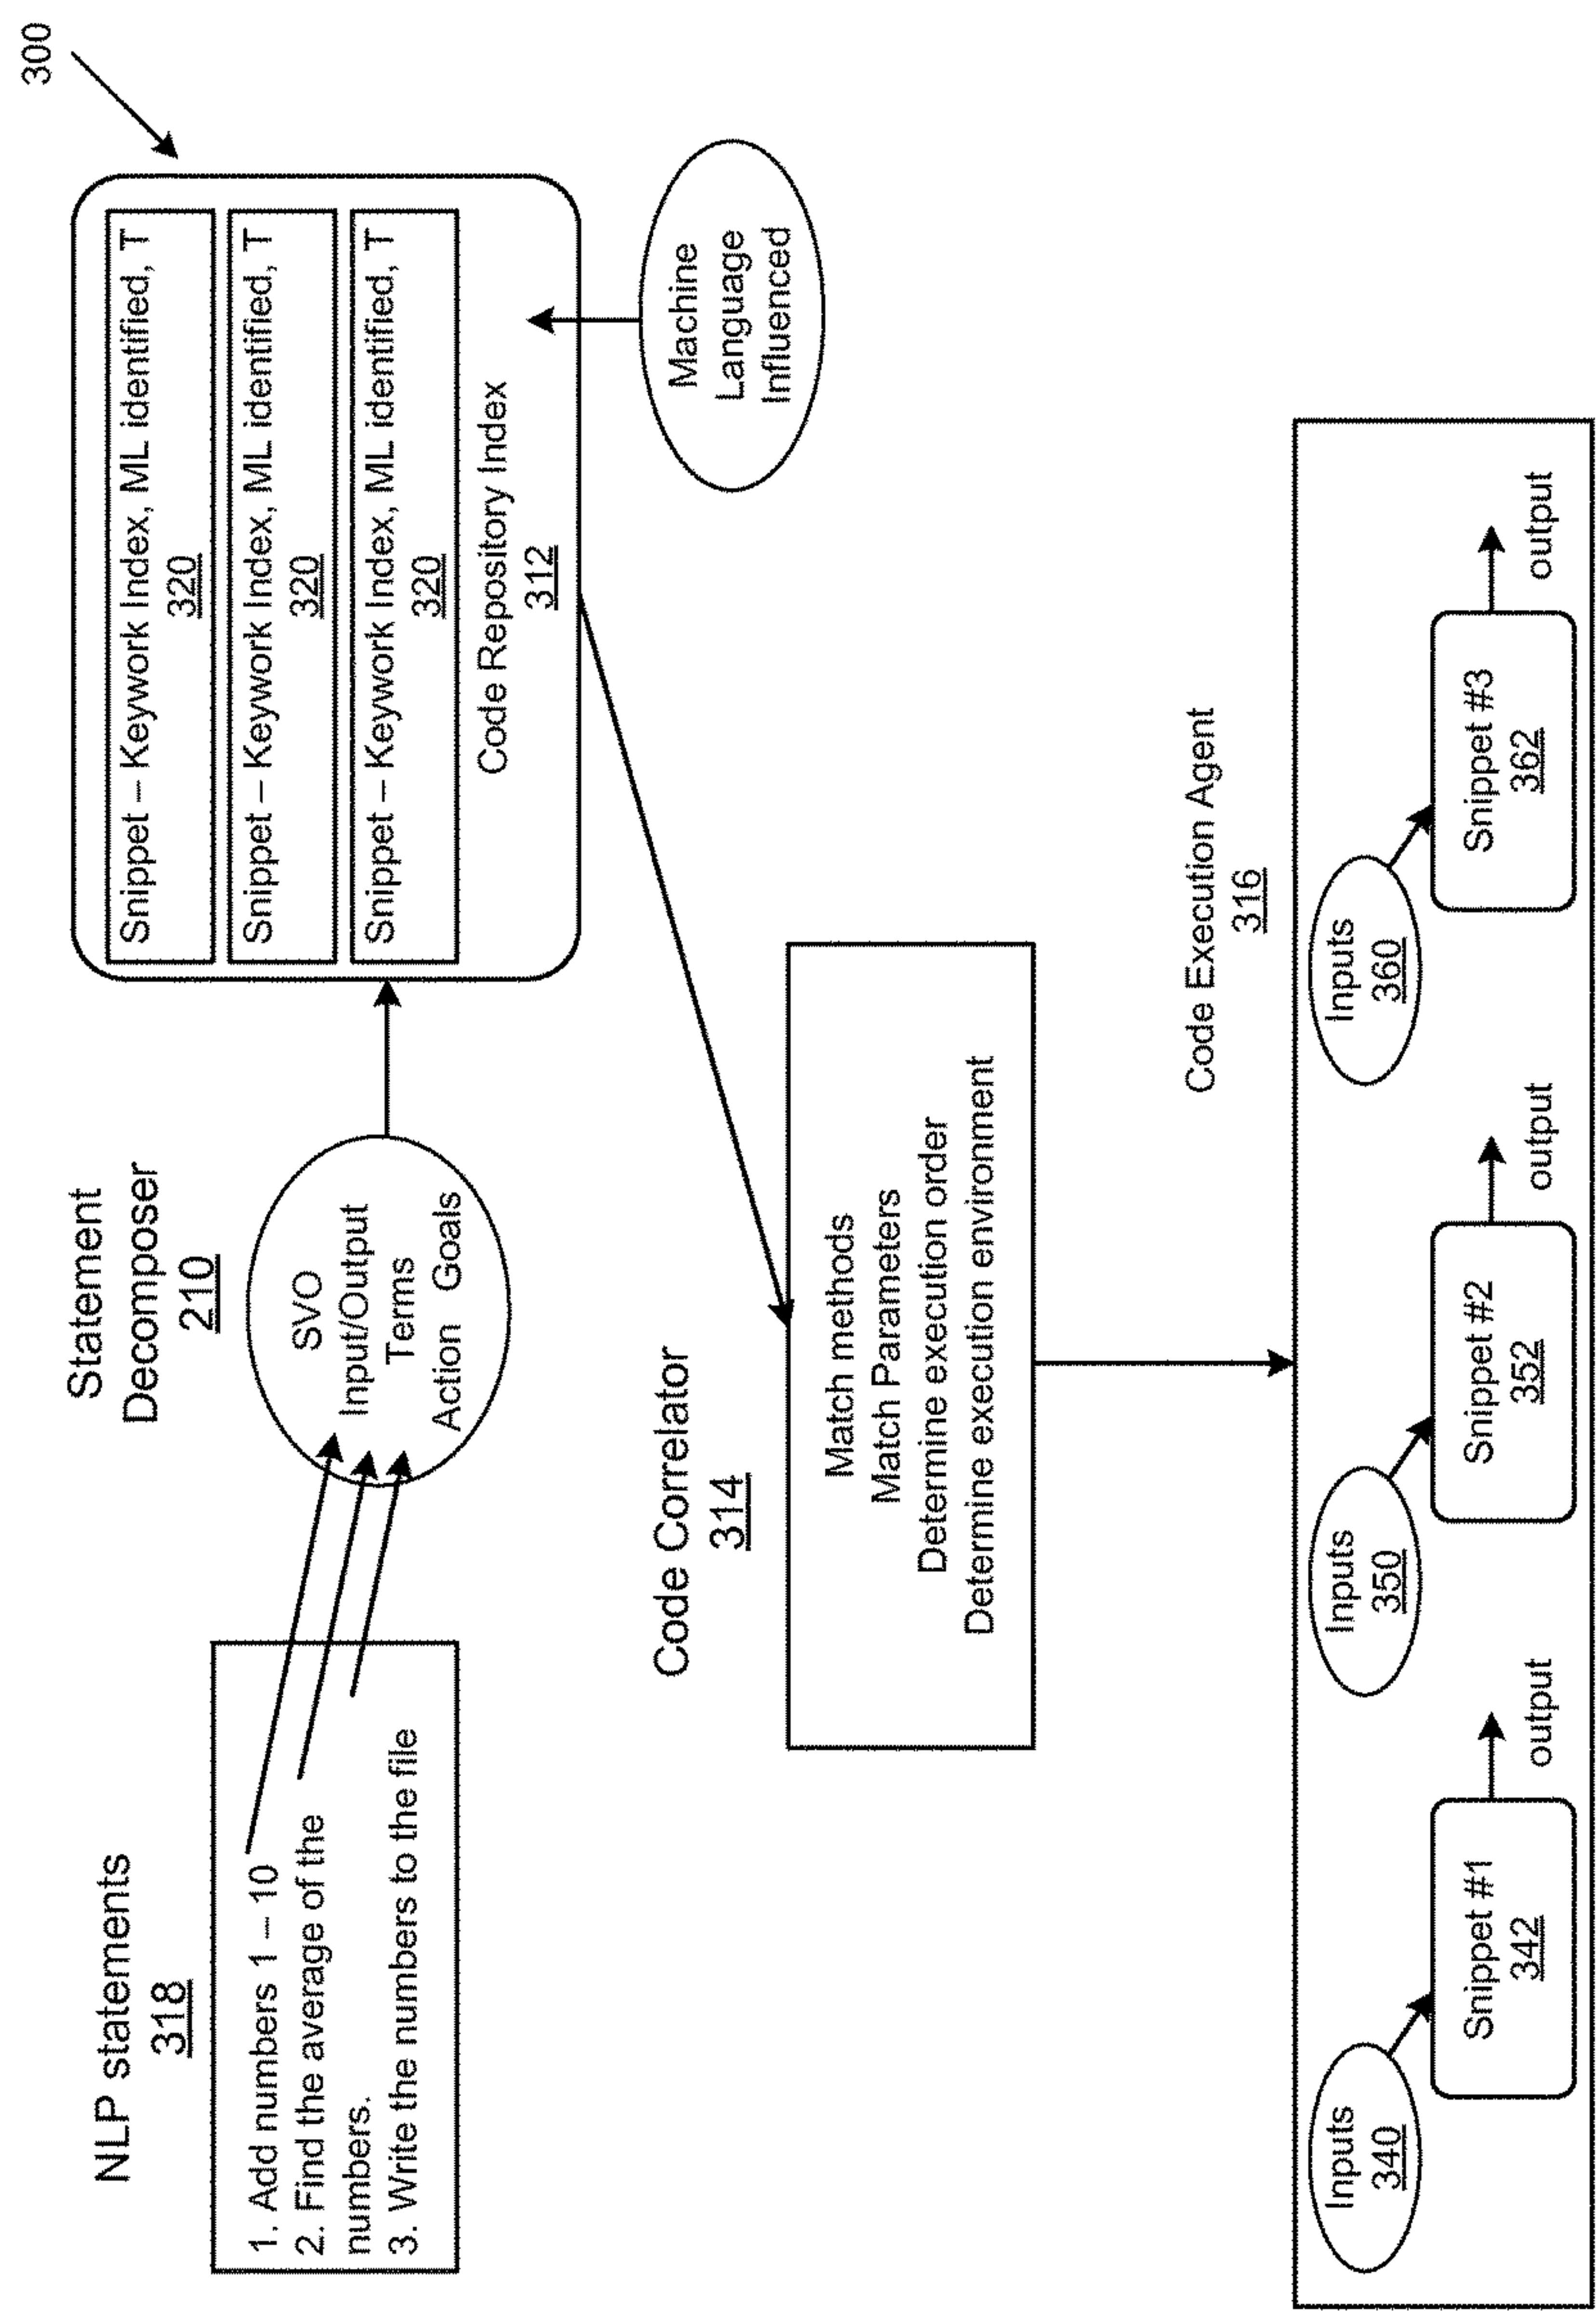 300
NLP statements
318
1. Add numbers 1 – 10
2. Find the average of the
numbers.
3. Write the numbers to the file
Statement
Decomposer
210
SVO
Input/Output
Terms
Action Goals
Snippet – Keywork Index, ML identified, T
320
Snippet – Keywork Index, ML identified, T
320
Snippet – Keywork Index, ML identified, T
320
Code Repository Index
312
Machine
Language
Influenced
Code Correlator
314
Match methods
Match Parameters
Determine execution order
Determine execution environment
Code Execution Agent
316
Inputs
340
Snippet #1
342
output
Inputs
350
Snippet #2
352
output
Inputs
360
Snippet #3
362
output